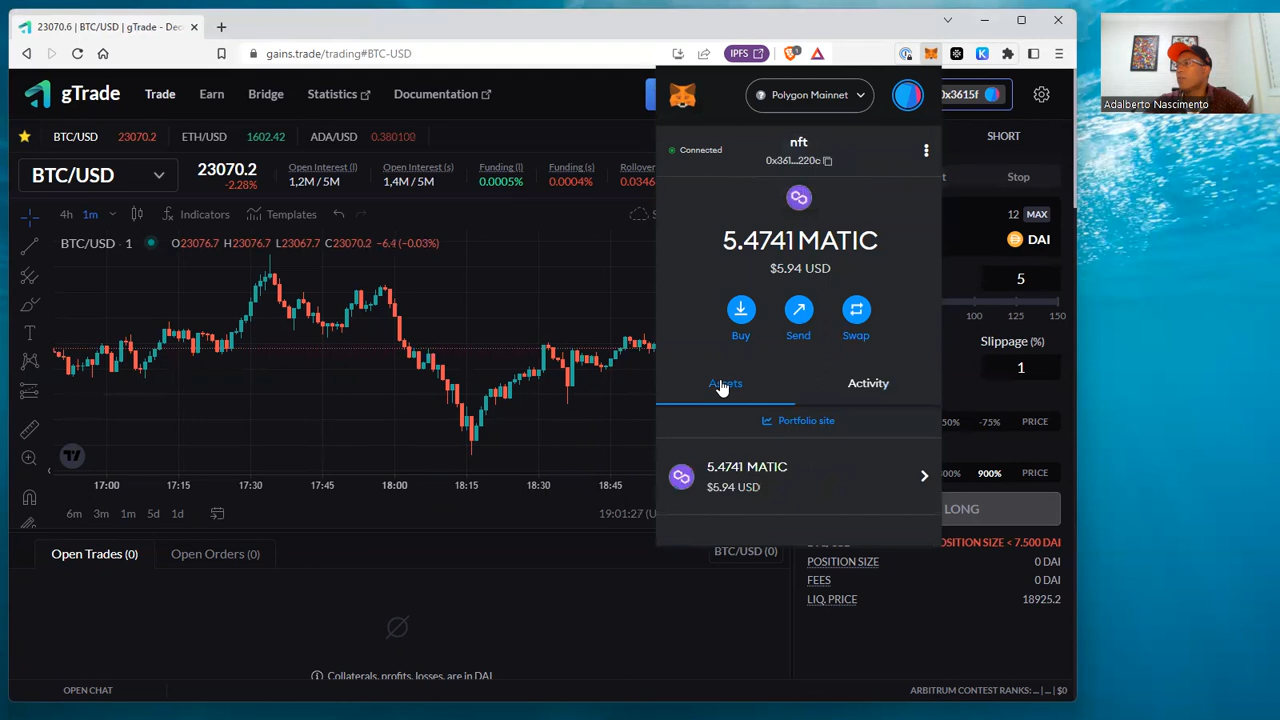 23070.6 | BTC/USD | gTrade - Dec
gains.trade/trading#BTC-USD
IPFS
gTrade
Trade
Earn
Bridge
Statistics
Documentation
0x3615f
BTC/USD 23070.2
ETH/USD 1602.42
ADA/USD 0.380100
BTC/USD
23070.2
-2.28%
Open Interest (l)
1,2M / 5M
Open Interest (s)
1,4M / 5M
Funding (l)
0.0005%
Funding (s)
0.0004%
Rollover
0.0346
4h 1m
Indicators
Templates
BTC/USD · 1 O23076.7 H23076.7 L23067.7 C23070.2 -6.4 (-0.03%)
17:00 17:15 17:30 17:45 18:00 18:15 18:30 18:45
6m 3m 1m 5d 1d
19:01:27 (U
Open Trades (0)
Open Orders (0)
BTC/USD (0)
Collaterals, profits, losses, are in DAI
OPEN CHAT
Polygon Mainnet
Connected
nft
0x361...220c
5.4741 MATIC
$5.94 USD
Buy
Send
Swap
Assets
Activity
Portfolio site
5.4741 MATIC
$5.94 USD
SHORT
Stop
12 MAX
DAI
5
100 125 150
Slippage (%)
1
50% -75% PRICE
900% PRICE
LONG
OSITION SIZE < 7.500 DAI
POSITION SIZE 0 DAI
FEES 0 DAI
LIQ. PRICE 18925.2
ARBITRUM CONTEST RANKS: ... | ... | $0
Adalberto Nascimento